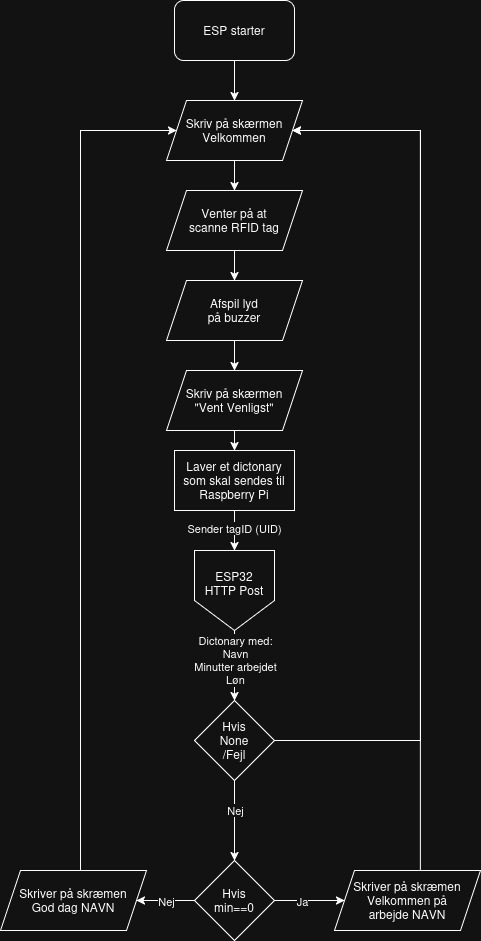 ESP starter
Skriv på skærmen
Velkommen
Venter på at
scanne RFID tag
Afspil lyd
på buzzer
Skriv på skærmen
"Vent Venligst"
Laver et dictonary
som skal sendes til
Raspberry Pi
Sender tagID (UID)
ESP32
HTTP Post
Dictonary med:
Navn
Minutter arbejdet
Løn
Hvis
None
/Fejl
Nej
Skriver på skræmen
God dag NAVN
Nej
Hvis
min==0
Ja
Skriver på skræmen
Velkommen på
arbejde NAVN